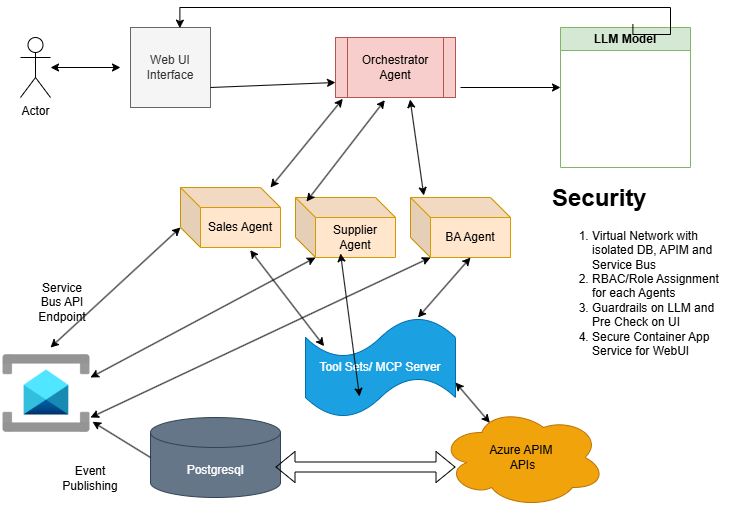 Web UI
Interface
Orchestrator
Agent
LLM Model
Actor
Security
Sales Agent
Supplier
Agent
BA Agent
1. Virtual Network with
isolated DB, APIM and
Service Bus
2. RBAC/Role Assignment
for each Agents
3. Guardrails on LLM and
Pre Check on UI
4. Secure Container App
Service for WebUI
Service
Bus API
Endpoint
Tool Sets/ MCP Server
Event
Publishing
Postgresql
Azure APIM
APIs